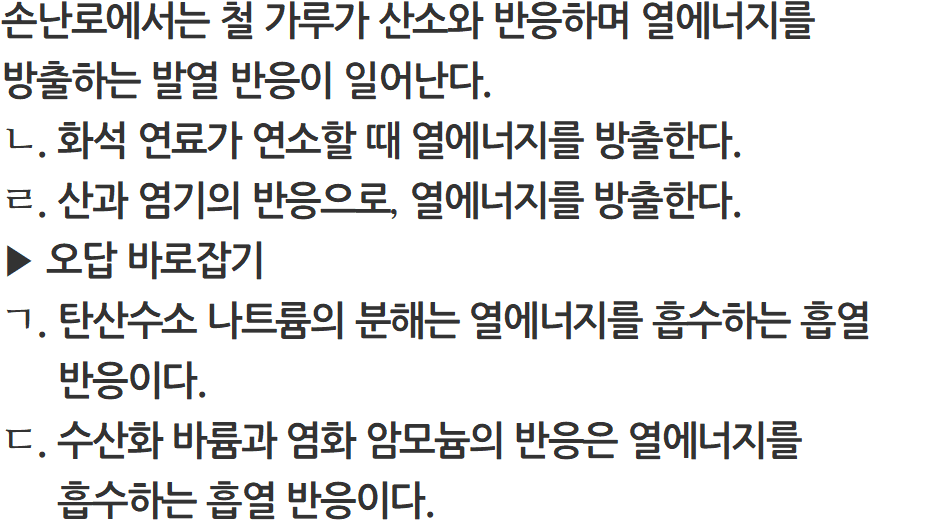 손난로에서는 철 가루가 산소와 반응하며 열에너지를
방출하는 발열 반응이 일어난다.
ㄴ. 화석 연료가 연소할 때 열에너지를 방출한다.
ㄹ. 산과 염기의 반응으로, 열에너지를 방출한다.
▶ 오답 바로잡기
ㄱ. 탄산수소 나트륨의 분해는 열에너지를 흡수하는 흡열
반응이다.
ㄷ. 수산화 바륨과 염화 암모늄의 반응은 열에너지를
흡수하는 흡열 반응이다.